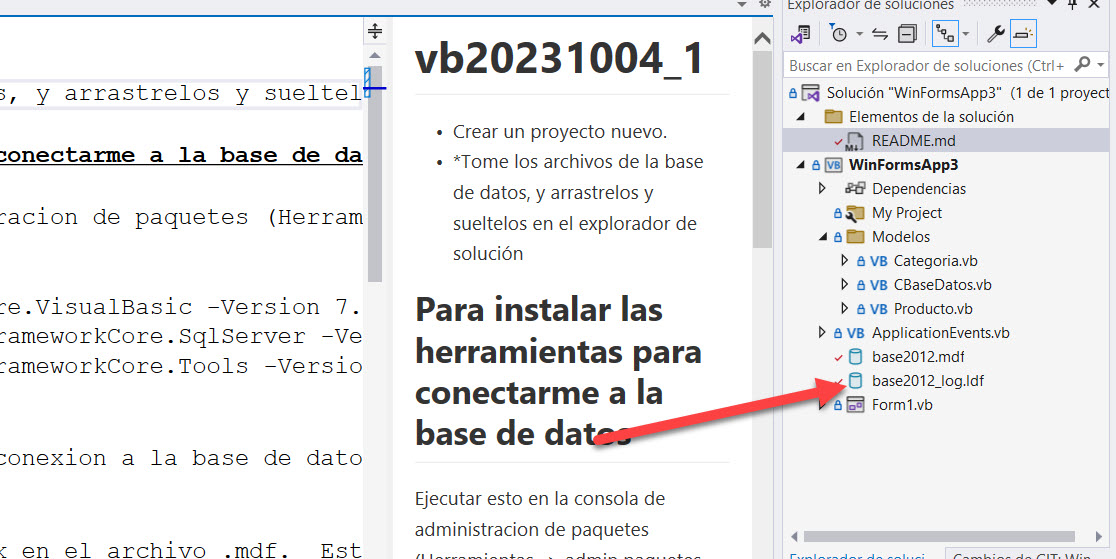 s, y arrastrelos y sueltel
conectarme a la base de da
racion de paquetes (Herram
re.VisualBasic -Version 7.
rameworkCore.SqlServer -Ve
rameworkCore.Tools -Versio
conexion a la base de dato
k en el archivo .mdf. Est
vb20231004_1
• Crear un proyecto nuevo.
• *Tome los archivos de la base
de datos, y arrastrelos y
sueltelos en el explorador de
solución
Para instalar las
herramientas para
conectarme a la
base de datos
Ejecutar esto en la consola de
administracion de paquetes
(Herramientas -> admin paquetes
Explorador de soluciones
Buscar en Explorador de soluciones (Ctrl+
Solución "WinFormsApp3" (1 de 1 proyect
Elementos de la solución
README.md
WinFormsApp3
Dependencias
My Project
Modelos
VB Categoria.vb
VB CBaseDatos.vb
VB Producto.vb
VB ApplicationEvents.vb
base2012.mdf
base2012_log.ldf
Form1.vb
Explorador de soluci... Cambios de GIT: Win...